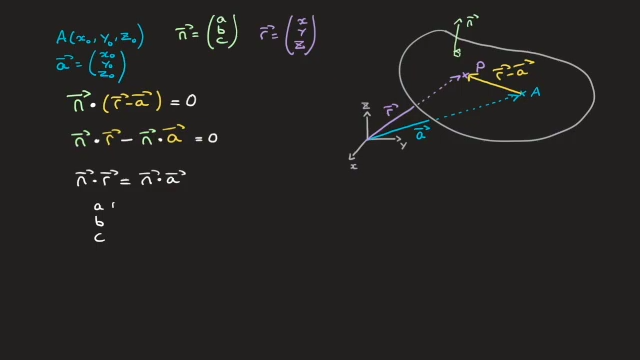 A(x₀, Y₀, Z₀) n⃗ = (a b c) r⃗ = (x Y Z)
a⃗ = (x₀ Y₀ Z₀)
n⃗ • (r⃗ - a⃗) = 0
n⃗ • r⃗ - n⃗ • a⃗ = 0
n⃗ • r⃗ = n⃗ • a⃗
a
b
c
n⃗
P
r⃗ - a⃗
A
r⃗
a⃗
Z
Y
x